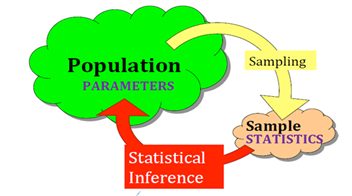 Population
PARAMETERS
Sampling
Sample
STATISTICS
Statistical
Inference